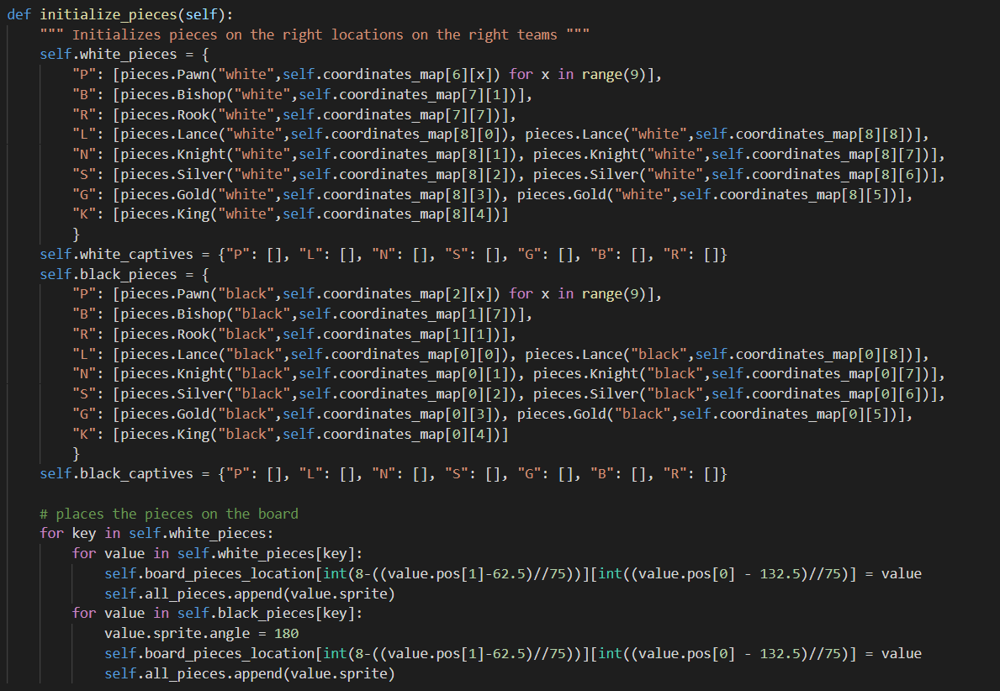 def initialize_pieces(self):
    """ Initializes pieces on the right locations on the right teams """
    self.white_pieces = {
        "P": [pieces.Pawn("white",self.coordinates_map[6][x]) for x in range(9)],
        "B": [pieces.Bishop("white",self.coordinates_map[7][1])],
        "R": [pieces.Rook("white",self.coordinates_map[7][7])],
        "L": [pieces.Lance("white",self.coordinates_map[8][0]), pieces.Lance("white",self.coordinates_map[8][8])],
        "N": [pieces.Knight("white",self.coordinates_map[8][1]), pieces.Knight("white",self.coordinates_map[8][7])],
        "S": [pieces.Silver("white",self.coordinates_map[8][2]), pieces.Silver("white",self.coordinates_map[8][6])],
        "G": [pieces.Gold("white",self.coordinates_map[8][3]), pieces.Gold("white",self.coordinates_map[8][5])],
        "K": [pieces.King("white",self.coordinates_map[8][4])]
        }
    self.white_captives = {"P": [], "L": [], "N": [], "S": [], "G": [], "B": [], "R": []}
    self.black_pieces = {
        "P": [pieces.Pawn("black",self.coordinates_map[2][x]) for x in range(9)],
        "B": [pieces.Bishop("black",self.coordinates_map[1][7])],
        "R": [pieces.Rook("black",self.coordinates_map[1][1])],
        "L": [pieces.Lance("black",self.coordinates_map[0][0]), pieces.Lance("black",self.coordinates_map[0][8])],
        "N": [pieces.Knight("black",self.coordinates_map[0][1]), pieces.Knight("black",self.coordinates_map[0][7])],
        "S": [pieces.Silver("black",self.coordinates_map[0][2]), pieces.Silver("black",self.coordinates_map[0][6])],
        "G": [pieces.Gold("black",self.coordinates_map[0][3]), pieces.Gold("black",self.coordinates_map[0][5])],
        "K": [pieces.King("black",self.coordinates_map[0][4])]
        }
    self.black_captives = {"P": [], "L": [], "N": [], "S": [], "G": [], "B": [], "R": []}

    # places the pieces on the board
    for key in self.white_pieces:
        for value in self.white_pieces[key]:
            self.board_pieces_location[int(8-((value.pos[1]-62.5)//75))][int((value.pos[0] - 132.5)//75)] = value
            self.all_pieces.append(value.sprite)
        for value in self.black_pieces[key]:
            value.sprite.angle = 180
            self.board_pieces_location[int(8-((value.pos[1]-62.5)//75))][int((value.pos[0] - 132.5)//75)] = value
            self.all_pieces.append(value.sprite)